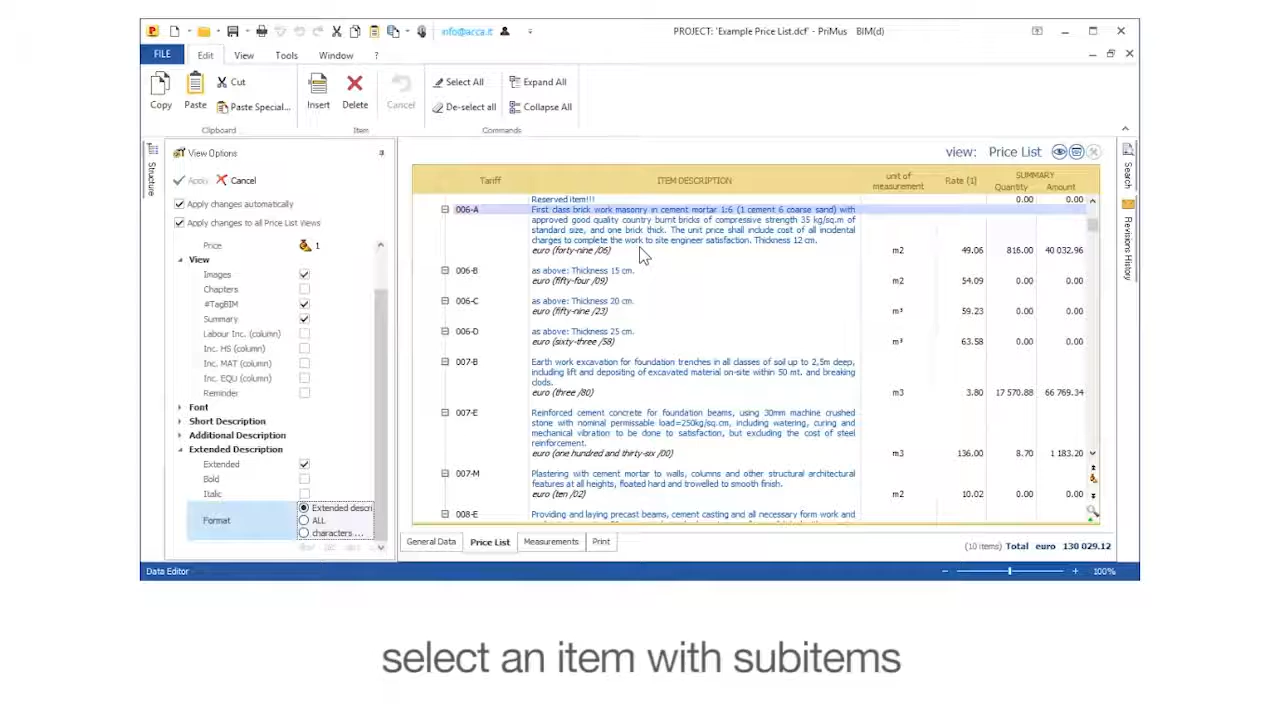 info@acca.it
PROJECT: 'Example Price List.dcf' - PriMus BIM(d)
FILE Edit View Tools Window ?
Copy Paste Cut Paste Special... Insert Delete Cancel Select All De-select all Expand All Collapse All
Clipboard Item Commands
Structure
View Options
Apply Cancel
Apply changes automatically
Apply changes to all Price List Views
Price 1
View
Images
Chapters
#TagBIM
Summary
Labour Inc. (column)
Inc. HS (column)
Inc. MAT (column)
Inc. EQU (column)
Reminder
Font
Short Description
Additional Description
Extended Description
Extended
Bold
Italic
Format
Extended descri
ALL
characters ...
view: Price List
Tariff ITEM DESCRIPTION unit of measurement Rate (1) SUMMARY Quantity Amount
Reserved item!!! 0.00 0.00
006-A First class brick work masonry in cement mortar 1:6 (1 cement 6 coarse sand) with
approved good quality country burnt bricks of compressive strength 35 kg/sq.m of
standard size, and one brick thick. The unit price shall include cost of all incidental
charges to complete the work to site engineer satisfaction. Thickness 12 cm.
euro (forty-nine /06) m2 49.06 816.00 40 032.96
006-B as above: Thickness 15 cm.
euro (fifty-four /09) m2 54.09 0.00 0.00
006-C as above: Thickness 20 cm.
euro (fifty-nine /23) m³ 59.23 0.00 0.00
006-D as above: Thickness 25 cm.
euro (sixty-three /58) m³ 63.58 0.00 0.00
007-B Earth work excavation for foundation trenches in all classes of soil up to 2,5m deep,
including lift and depositing of excavated material on-site within 50 mt. and breaking
clods.
euro (three /80) m3 3.80 17 570.88 66 769.34
007-E Reinforced cement concrete for foundation beams, using 30mm machine crushed
stone with nominal permissable load=250kg/sq.cm, including watering, curing and
mechanical vibration to be done to satisfaction, but excluding the cost of steel
reinforcement.
euro (one hundred and thirty-six /00) m3 136.00 8.70 1 183.20
007-M Plastering with cement mortar to walls, columns and other structural architectural
features at all heights, floated hard and trowelled to smooth finish.
euro (ten /02) m2 10.02 0.00 0.00
008-E Providing and laying precast beams, cement casting and all necessary form work and
General Data Price List Measurements Print
(10 items) Total euro 130 029.12
Search
Revisions History
Data Editor 100%
select an item with subitems